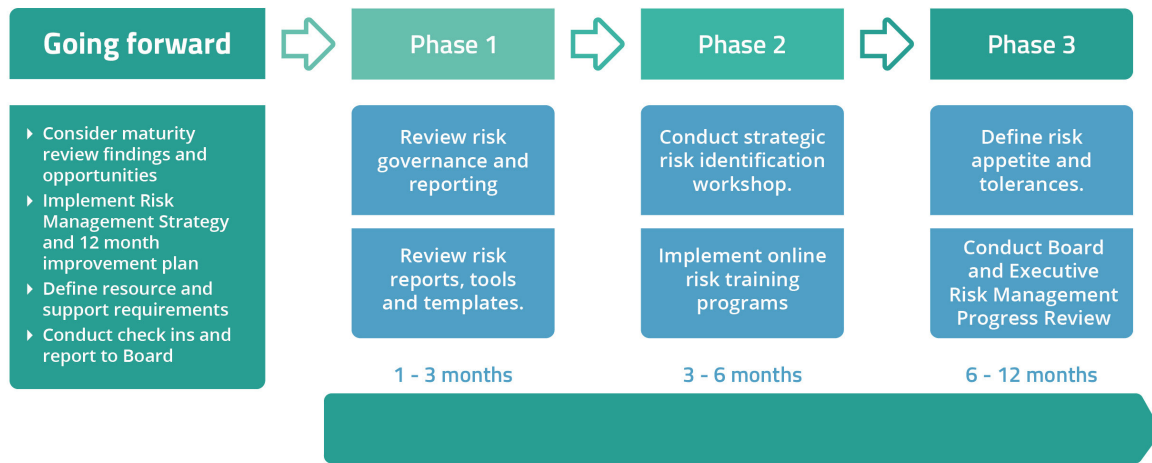 Going forward
Phase 1
Phase 2
Phase 3
Consider maturity
review findings and
opportunities
Implement Risk
Management Strategy
and 12 month
improvement plan
Define resource and
support requirements
Conduct check ins and
report to Board
Review risk
governance and
reporting
Review risk
reports, tools
and templates.
1 - 3 months
Conduct strategic
risk identification
workshop.
Implement online
risk training
programs
3 - 6 months
Define risk
appetite and
tolerances.
Conduct Board
and Executive
Risk Management
Progress Review
6 - 12 months